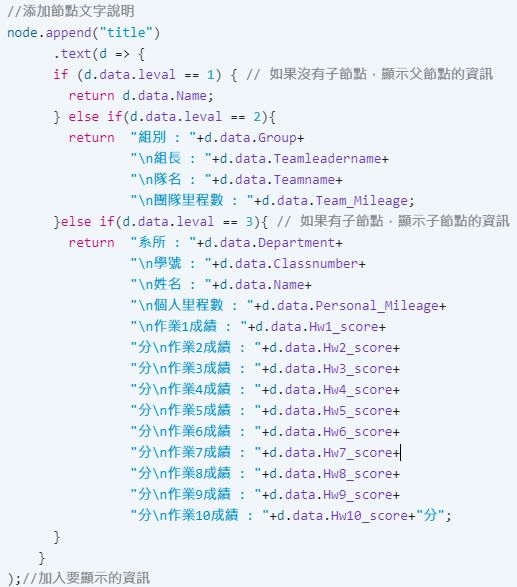 //添加節點文字說明
node.append("title")
.text(d => {
if (d.data.leval == 1) { // 如果沒有子節點，顯示父節點的資訊
return d.data.Name;
} else if(d.data.leval == 2){
return "組別 : "+d.data.Group+
"\n組長 : "+d.data.Teamleadername+
"\n隊名 : "+d.data.Teamname+
"\n團隊里程數 : "+d.data.Team_Mileage;
}else if(d.data.leval == 3){ // 如果有子節點，顯示子節點的資訊
return "系所 : "+d.data.Department+
"\n學號 : "+d.data.Classnumber+
"\n姓名 : "+d.data.Name+
"\n個人里程數 : "+d.data.Personal_Mileage+
"\n作業1成績 : "+d.data.Hw1_score+
"分\n作業2成績 : "+d.data.Hw2_score+
"分\n作業3成績 : "+d.data.Hw3_score+
"分\n作業4成績 : "+d.data.Hw4_score+
"分\n作業5成績 : "+d.data.Hw5_score+
"分\n作業6成績 : "+d.data.Hw6_score+
"分\n作業7成績 : "+d.data.Hw7_score+
"分\n作業8成績 : "+d.data.Hw8_score+
"分\n作業9成績 : "+d.data.Hw9_score+
"分\n作業10成績 : "+d.data.Hw10_score+"分";
}
}
);//加入要顯示的資訊